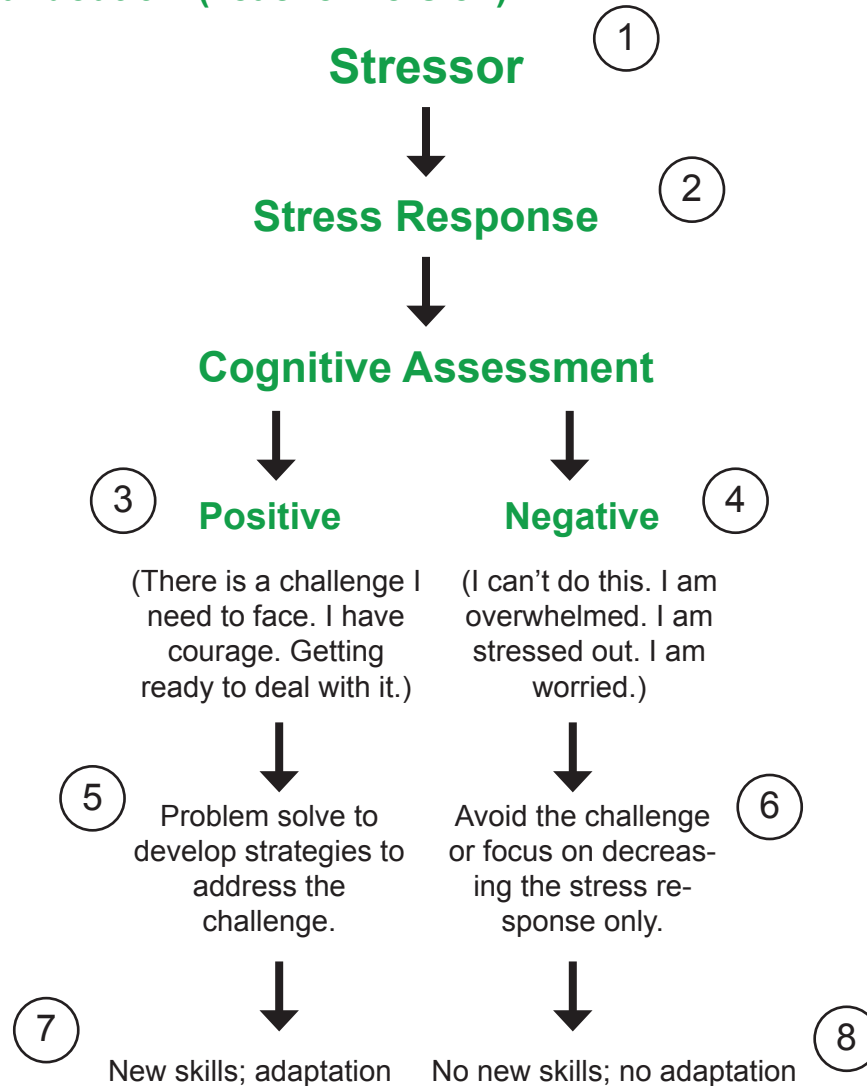 1
Stressor
2
Stress Response
Cognitive Assessment
3
Positive
Negative
4
(There is a challenge I
need to face. I have
courage. Getting
ready to deal with it.)
(I can't do this. I am
overwhelmed. I am
stressed out. I am
worried.)
5
Problem solve to
develop strategies to
address the
challenge.
Avoid the challenge
or focus on decreas-
ing the stress re-
sponse only.
6
7
New skills; adaptation
No new skills; no adaptation
8